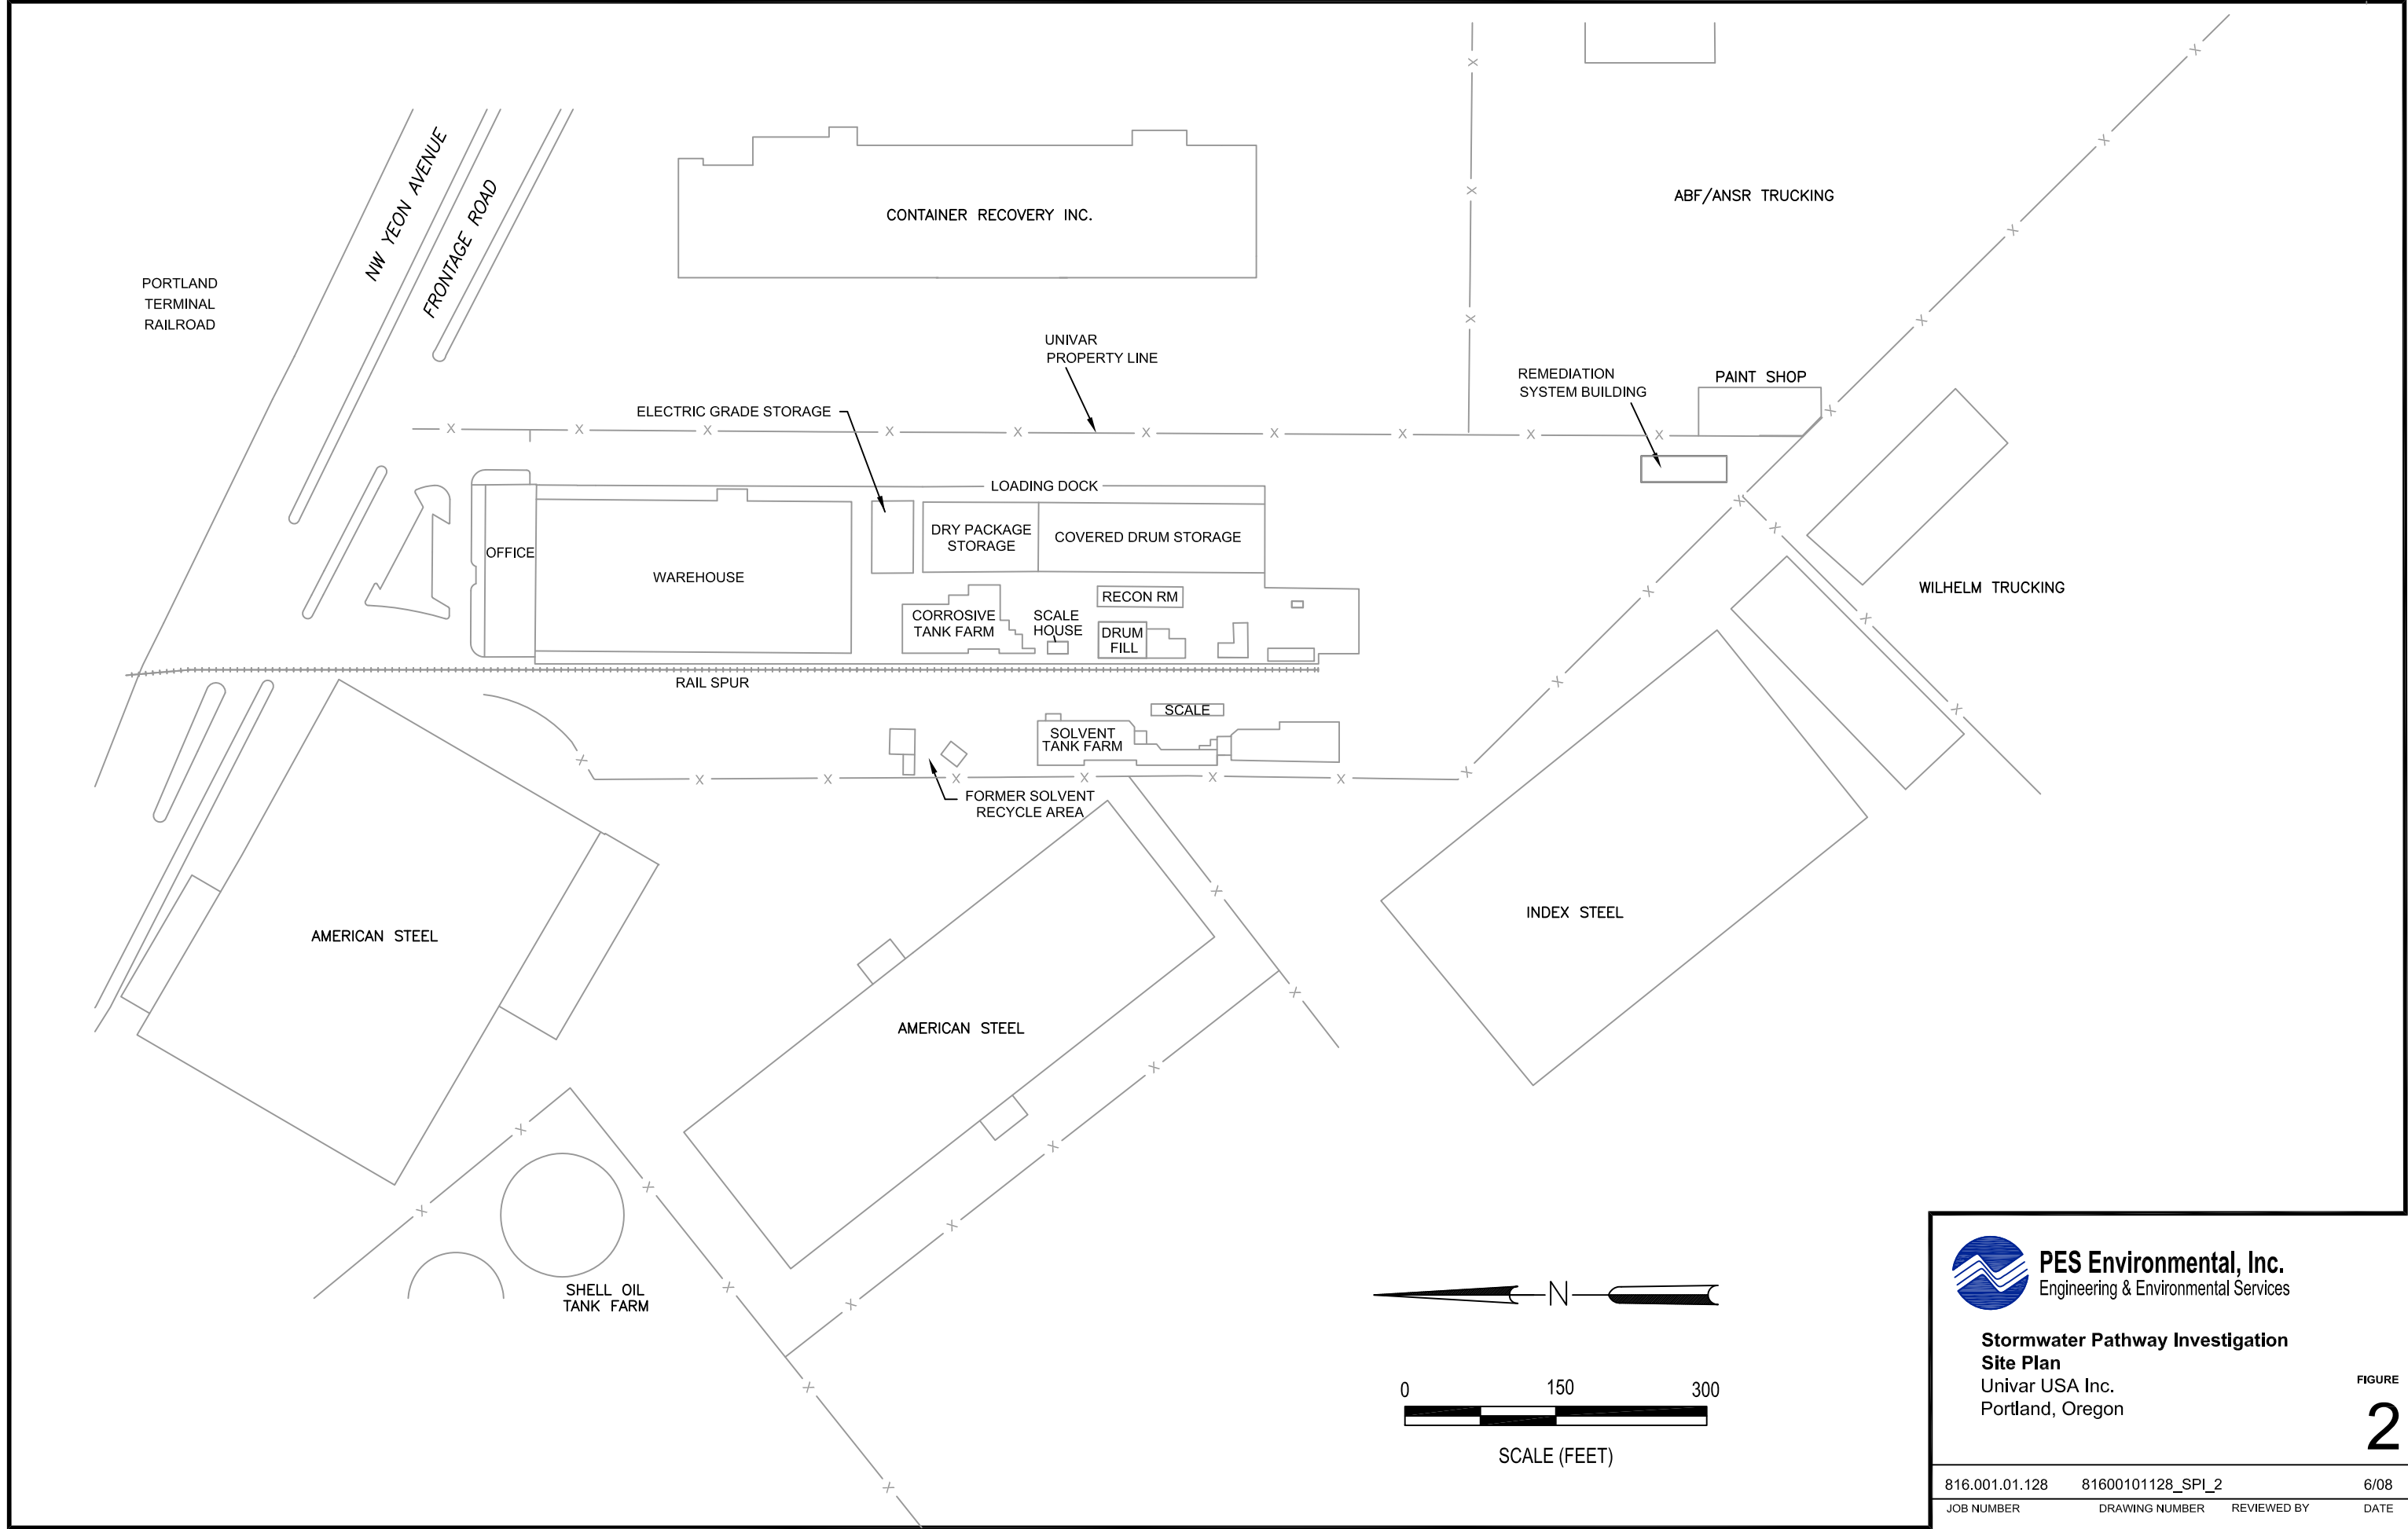 NW YEON AVENUE
FRONTAGE ROAD
PORTLAND
TERMINAL
RAILROAD
CONTAINER RECOVERY INC.
ABF/ANSR TRUCKING
UNIVAR
PROPERTY LINE
REMEDIATION
SYSTEM BUILDING
PAINT SHOP
ELECTRIC GRADE STORAGE
LOADING DOCK
OFFICE
WAREHOUSE
DRY PACKAGE
STORAGE
COVERED DRUM STORAGE
WILHELM TRUCKING
CORROSIVE
TANK FARM
SCALE
HOUSE
RECON RM
DRUM
FILL
RAIL SPUR
SCALE
SOLVENT
TANK FARM
FORMER SOLVENT
RECYCLE AREA
AMERICAN STEEL
AMERICAN STEEL
INDEX STEEL
SHELL OIL
TANK FARM
N
0 150 300
SCALE (FEET)
PES Environmental, Inc.
Engineering & Environmental Services
Stormwater Pathway Investigation
Site Plan
Univar USA Inc.
Portland, Oregon
FIGURE
2
816.001.01.128 81600101128_SPI_2 6/08
JOB NUMBER DRAWING NUMBER REVIEWED BY DATE